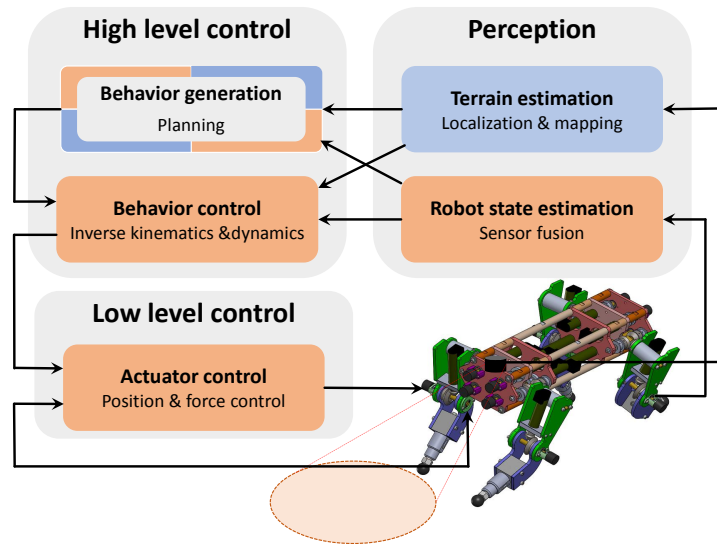 High level control
Behavior generation
Planning
Behavior control
Inverse kinematics &dynamics
Perception
Terrain estimation
Localization & mapping
Robot state estimation
Sensor fusion
Low level control
Actuator control
Position & force control